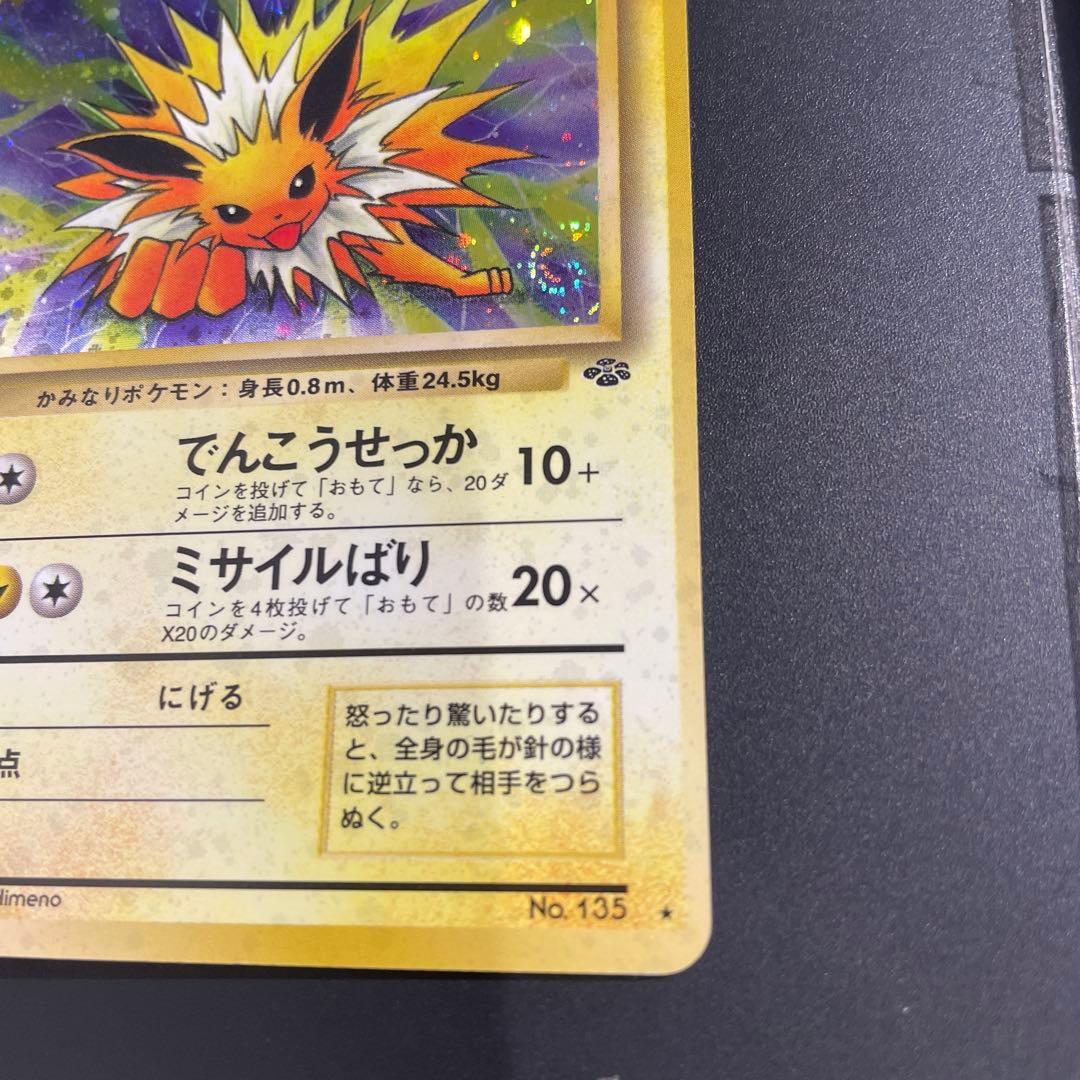 かみなりポケモン：身長0.8m、体重24.5kg
でんこうせっか 10+
コインを投げて「おもて」なら、20ダ
メージを追加する。
ミサイルばり 20×
コインを4枚投げて「おもて」の数
X20のダメージ。
にげる
点
怒ったり驚いたりする
と、全身の毛が針の様
に逆立って相手をつら
ぬく。
Himeno
No. 135 ★